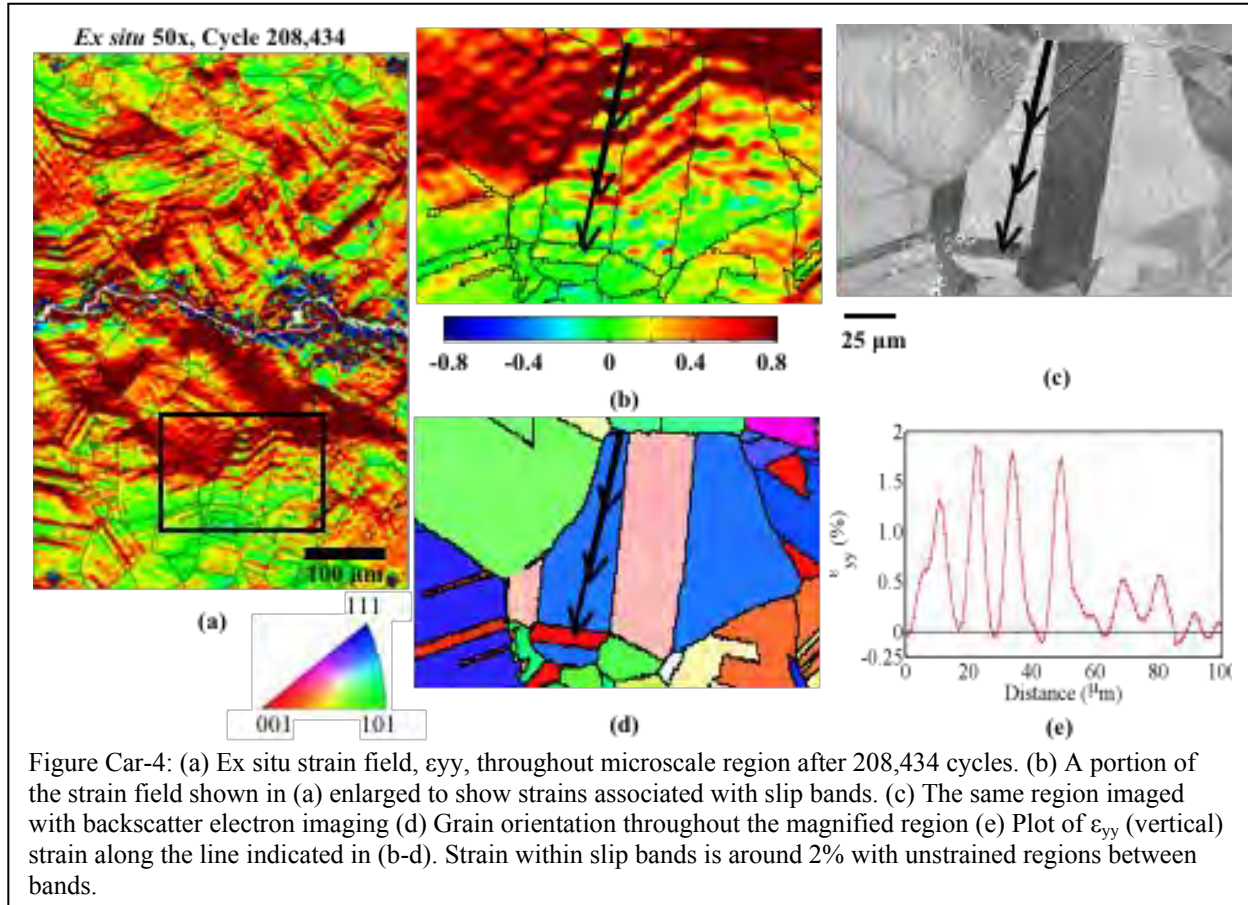 Ex situ 50x, Cycle 208,434
100 µm
(a)
111
001
101
-0.8 -0.4 0 0.4 0.8
(b)
25 µm
(c)
(d)
2
1.5
1
0.5
0
-0.25
εyy (%)
0 20 40 60 80 100
Distance (µm)
(e)
Figure Car-4: (a) Ex situ strain field, εyy, throughout microscale region after 208,434 cycles. (b) A portion of
the strain field shown in (a) enlarged to show strains associated with slip bands. (c) The same region imaged
with backscatter electron imaging (d) Grain orientation throughout the magnified region (e) Plot of εyy (vertical)
strain along the line indicated in (b-d). Strain within slip bands is around 2% with unstrained regions between
bands.